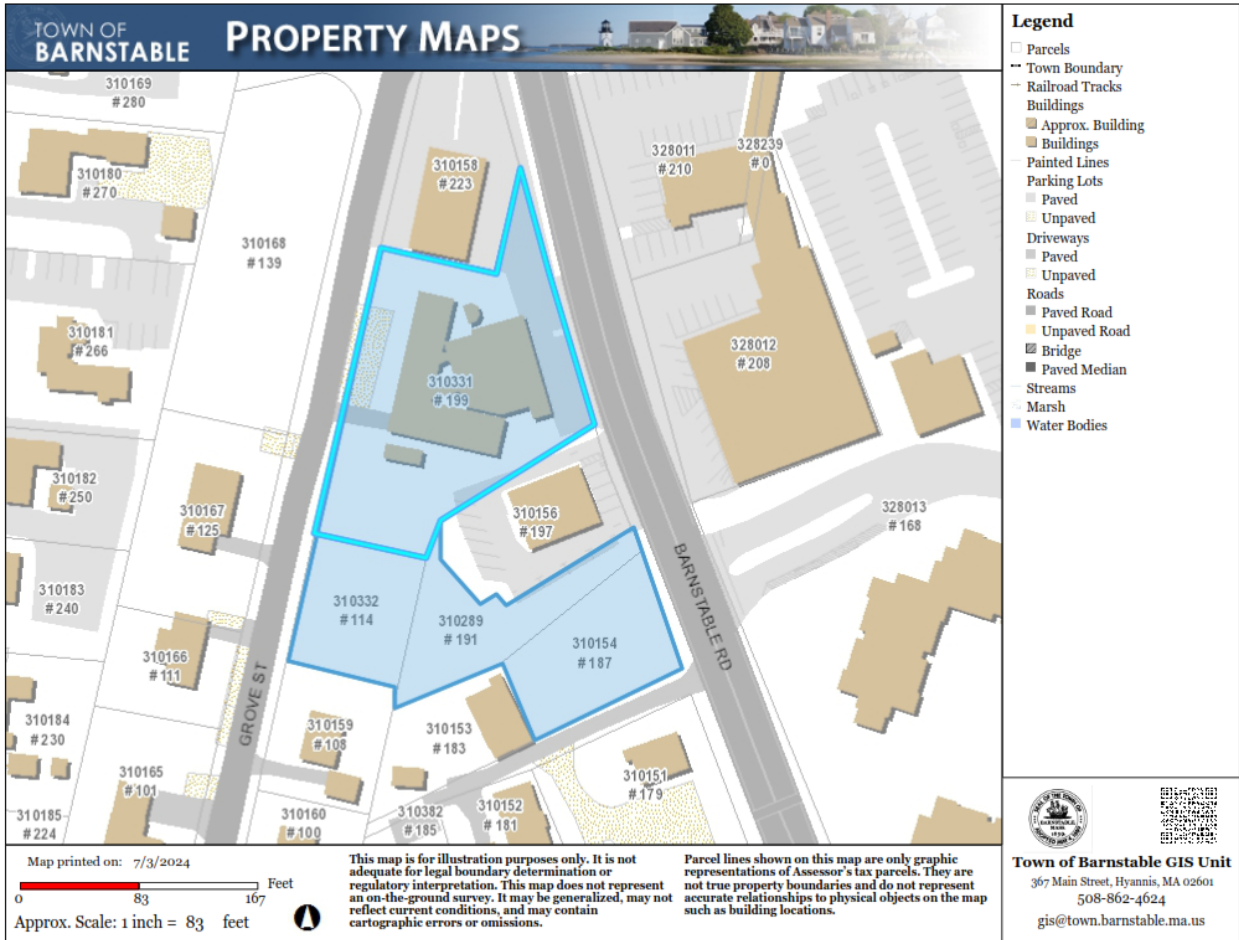 TOWN OF
BARNSTABLE
PROPERTY MAPS
310169
# 280
310180
# 270
310168
# 139
310158
# 223
328011
# 210
328239
# 0
310181
# 266
310331
# 199
328012
# 208
310182
# 250
310167
# 125
310156
# 197
328013
# 168
310183
# 240
310332
# 114
310289
# 191
310154
# 187
BARNSTABLE RD
310166
# 111
GROVE ST
310184
# 230
310159
# 108
310153
# 183
310165
# 101
310151
# 179
310185
# 224
310160
# 100
310382
# 185
310152
# 181
Legend
Parcels
Town Boundary
Railroad Tracks
Buildings
Approx. Building
Buildings
Painted Lines
Parking Lots
Paved
Unpaved
Driveways
Paved
Unpaved
Roads
Paved Road
Unpaved Road
Bridge
Paved Median
Streams
Marsh
Water Bodies
Map printed on: 7/3/2024
Feet
0 83 167
Approx. Scale: 1 inch = 83 feet
This map is for illustration purposes only. It is not
adequate for legal boundary determination or
regulatory interpretation. This map does not represent
an on-the-ground survey. It may be generalized, may not
reflect current conditions, and may contain
cartographic errors or omissions.
Parcel lines shown on this map are only graphic
representations of Assessor's tax parcels. They are
not true property boundaries and do not represent
accurate relationships to physical objects on the map
such as building locations.
Town of Barnstable GIS Unit
367 Main Street, Hyannis, MA 02601
508-862-4624
gis@town.barnstable.ma.us